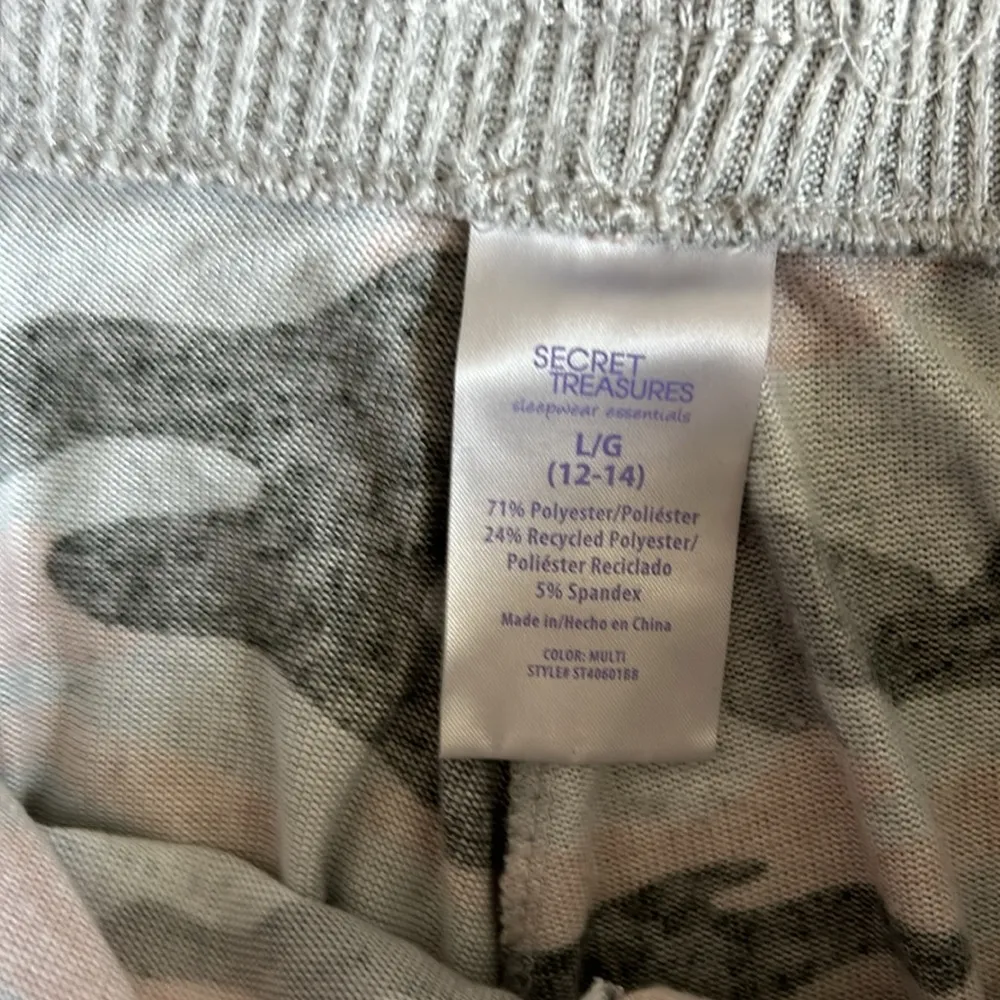 SECRET
TREASURES
sleepwear essentials
L/G
(12-14)
71% Polyester/Poliéster
24% Recycled Polyester/
Poliéster Reciclado
5% Spandex
Made in/Hecho en China
COLOR: MULTI
STYLE# ST40601BB